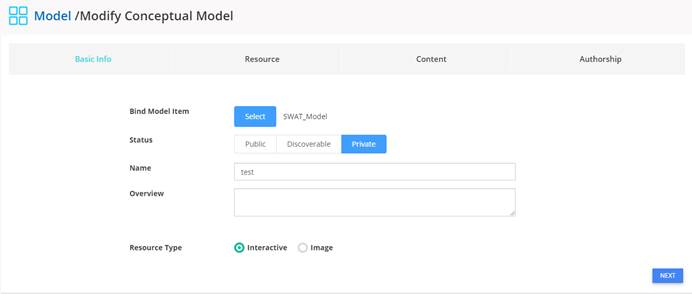 Model /Modify Conceptual Model
Basic Info Resource Content Authorship
Bind Model Item Select SWAT_Model
Status Public Discoverable Private
Name test
Overview
Resource Type Interactive Image
NEXT